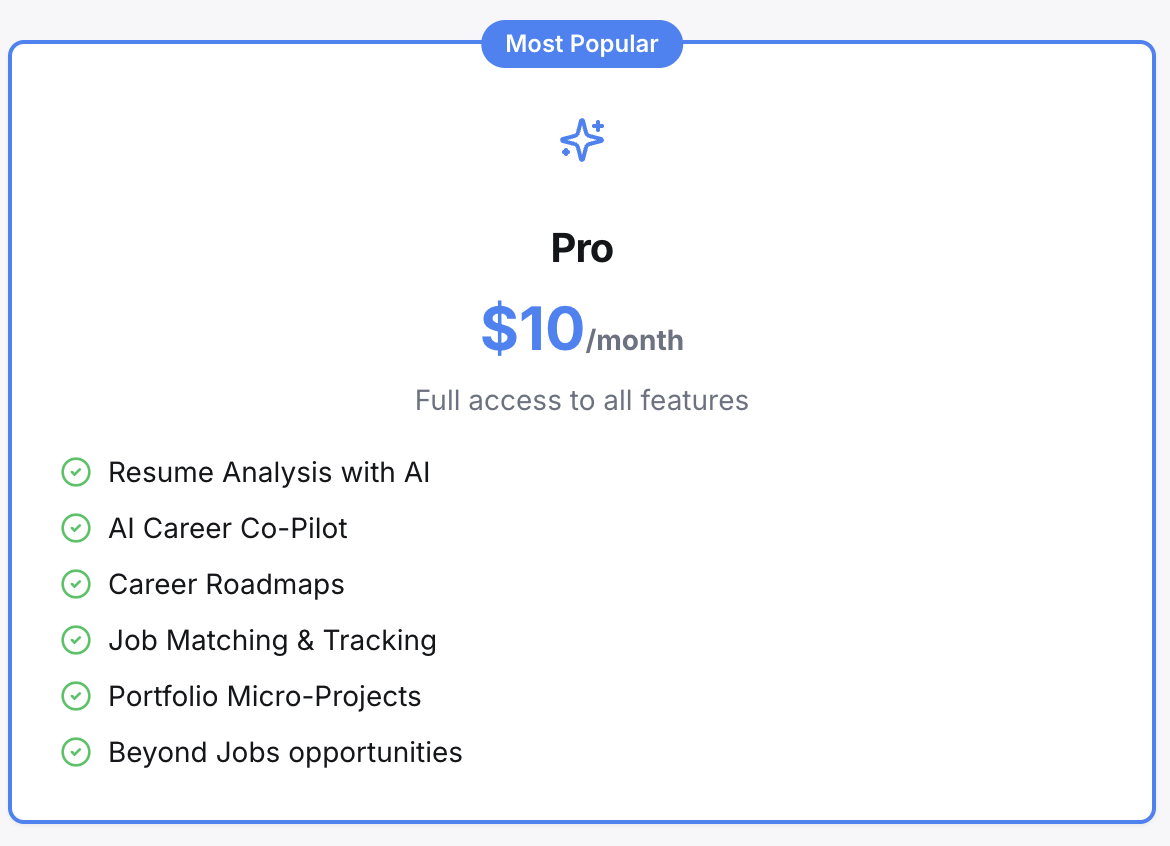 Most Popular
Pro
$10/month
Full access to all features
Resume Analysis with AI
AI Career Co-Pilot
Career Roadmaps
Job Matching & Tracking
Portfolio Micro-Projects
Beyond Jobs opportunities